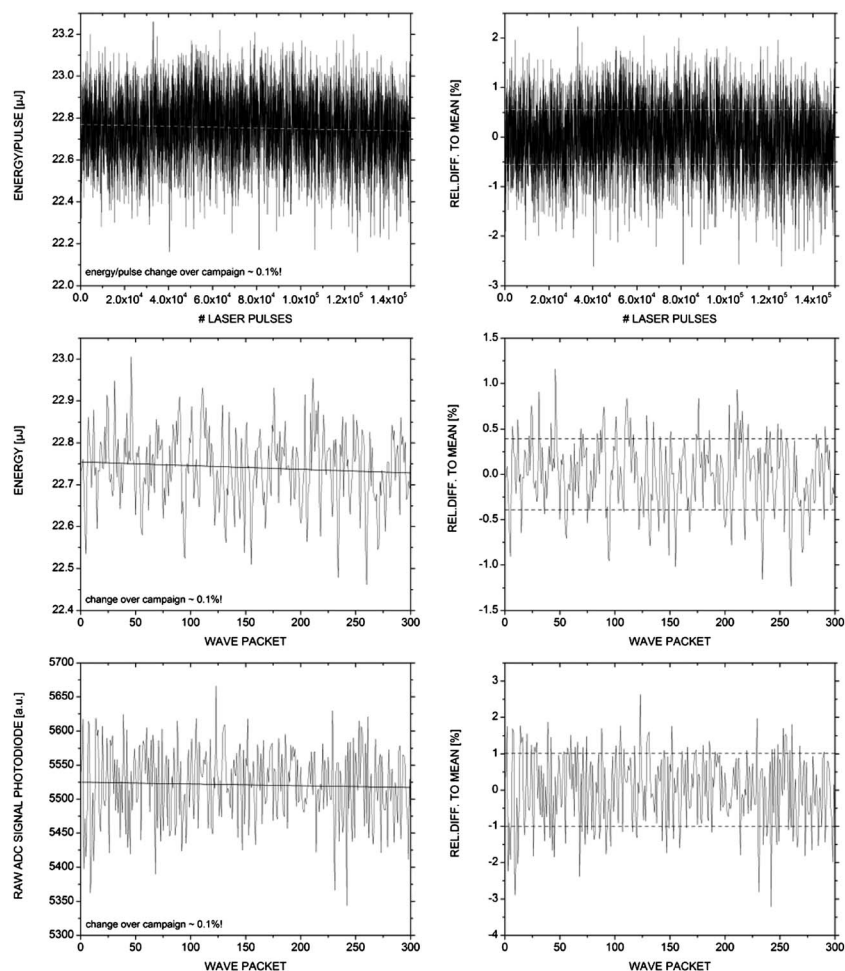 ENERGY/PULSE [µJ]
23.2
23.0
22.8
22.6
22.4
22.2
22.0
energy/pulse change over campaign ~ 0.1%!
0.0 2.0x10⁴ 4.0x10⁴ 6.0x10⁴ 8.0x10⁴ 1.0x10⁵ 1.2x10⁵ 1.4x10⁵
# LASER PULSES
REL.DIFF. TO MEAN [%]
2
1
0
-1
-2
-3
0.0 2.0x10⁴ 4.0x10⁴ 6.0x10⁴ 8.0x10⁴ 1.0x10⁵ 1.2x10⁵ 1.4x10⁵
# LASER PULSES
ENERGY [µJ]
23.0
22.9
22.8
22.7
22.6
22.5
22.4
change over campaign ~ 0.1%!
0 50 100 150 200 250 300
WAVE PACKET
REL.DIFF. TO MEAN [%]
1.5
1.0
0.5
0.0
-0.5
-1.0
-1.5
0 50 100 150 200 250 300
WAVE PACKET
RAW ADC SIGNAL PHOTODIODE [a.u.]
5700
5650
5600
5550
5500
5450
5400
5350
5300
change over campaign ~ 0.1%!
0 50 100 150 200 250 300
WAVE PACKET
REL.DIFF. TO MEAN [%]
3
2
1
0
-1
-2
-3
-4
0 50 100 150 200 250 300
WAVE PACKET